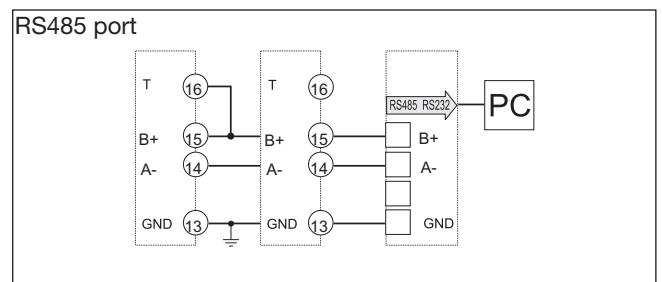 RS485 port
T 16 T 16
RS485 RS232 PC
B+ 15 B+ 15 B+
A- 14 A- 14 A-
GND 13 GND 13 GND